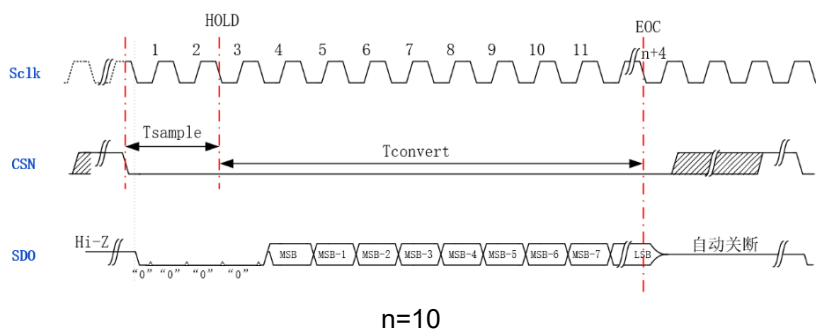 HOLD
EOC
1 2 3 4 5 6 7 8 9 10 11 n+4
Sclk
Tsample
Tconvert
CSN
Hi-Z
自动关断
SDO
MSB MSB-1 MSB-2 MSB-3 MSB-4 MSB-5 MSB-6 MSB-7 LSB
“0” “0” “0” “0”
n=10